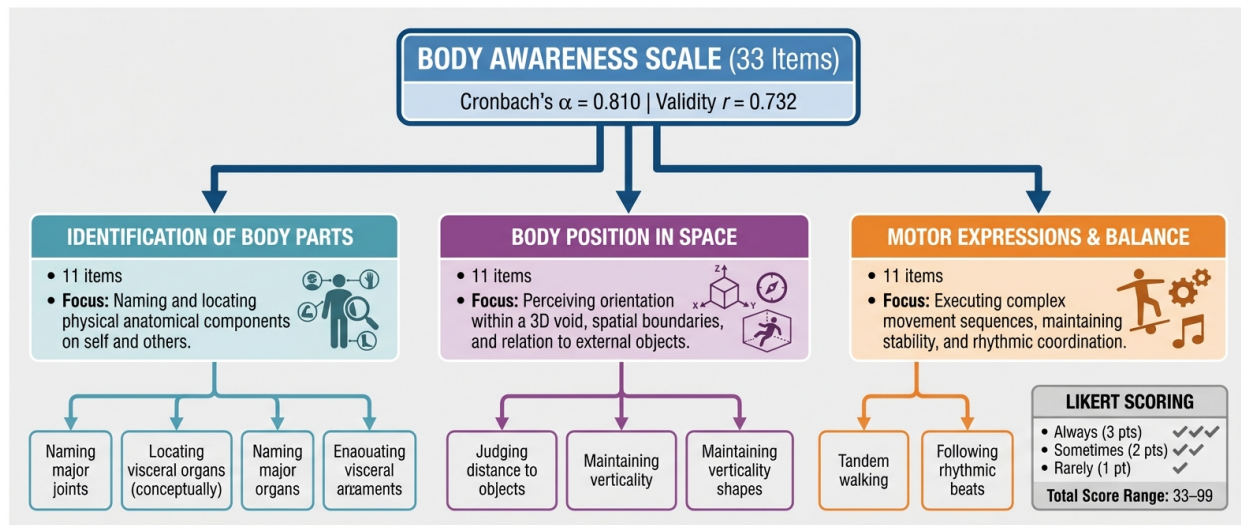 BODY AWARENESS SCALE (33 Items)
Cronbach's α = 0.810 | Validity r = 0.732
IDENTIFICATION OF BODY PARTS
• 11 items
• Focus: Naming and locating
physical anatomical components
on self and others.
BODY POSITION IN SPACE
• 11 items
• Focus: Perceiving orientation
within a 3D void, spatial boundaries,
and relation to external objects.
Z
X
Y
MOTOR EXPRESSIONS & BALANCE
• 11 items
• Focus: Executing complex
movement sequences, maintaining
stability, and rhythmic coordination.
Naming
major
joints
Locating
visceral organs
(conceptually)
Naming
major
organs
Enaouating
visceral
Judging
distance to
objects
Maintaining
verticality
Maintaining
verticality
shapes
Tandem
walking
Following
rhythmic
beats
LIKERT SCORING
• Always (3 pts) ✓✓✓
• Sometimes (2 pts) ✓✓
• Rarely (1 pt) ✓
Total Score Range: 33–99